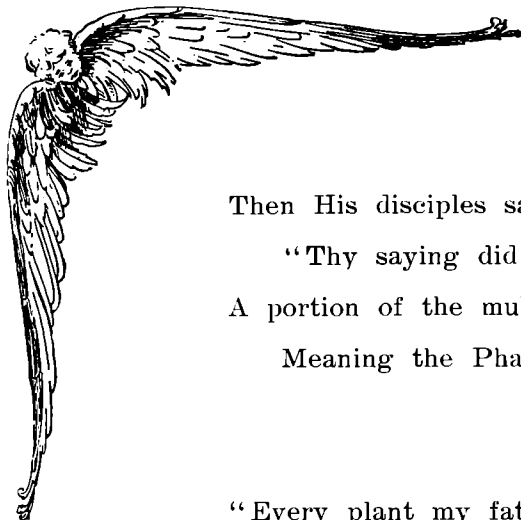 Then His disciples
"Thy saying did
A portion of the
Meaning the
"Every plant my